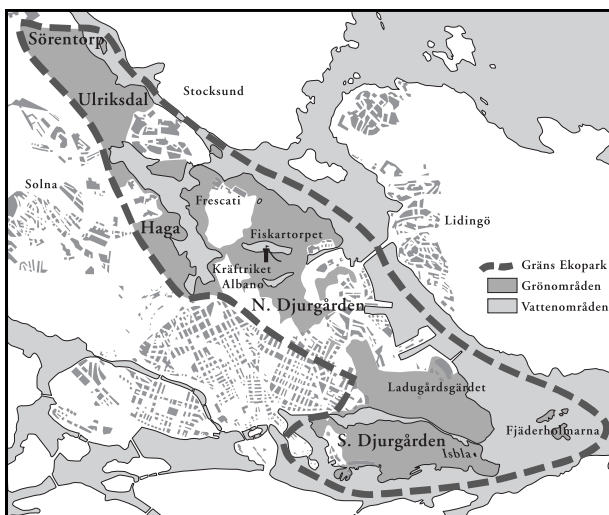 Sörentorp
Stocksund
Ulriksdal
Solna
Frescati
Lidingö
Haga
Fiskartorpet
Kräftriket
Albano
N. Djurgården
Gräns Ekopark
Grönområden
Vattenområden
Ladugårdsgärdet
Fjäderholmarna
S. Djurgården
Isbla